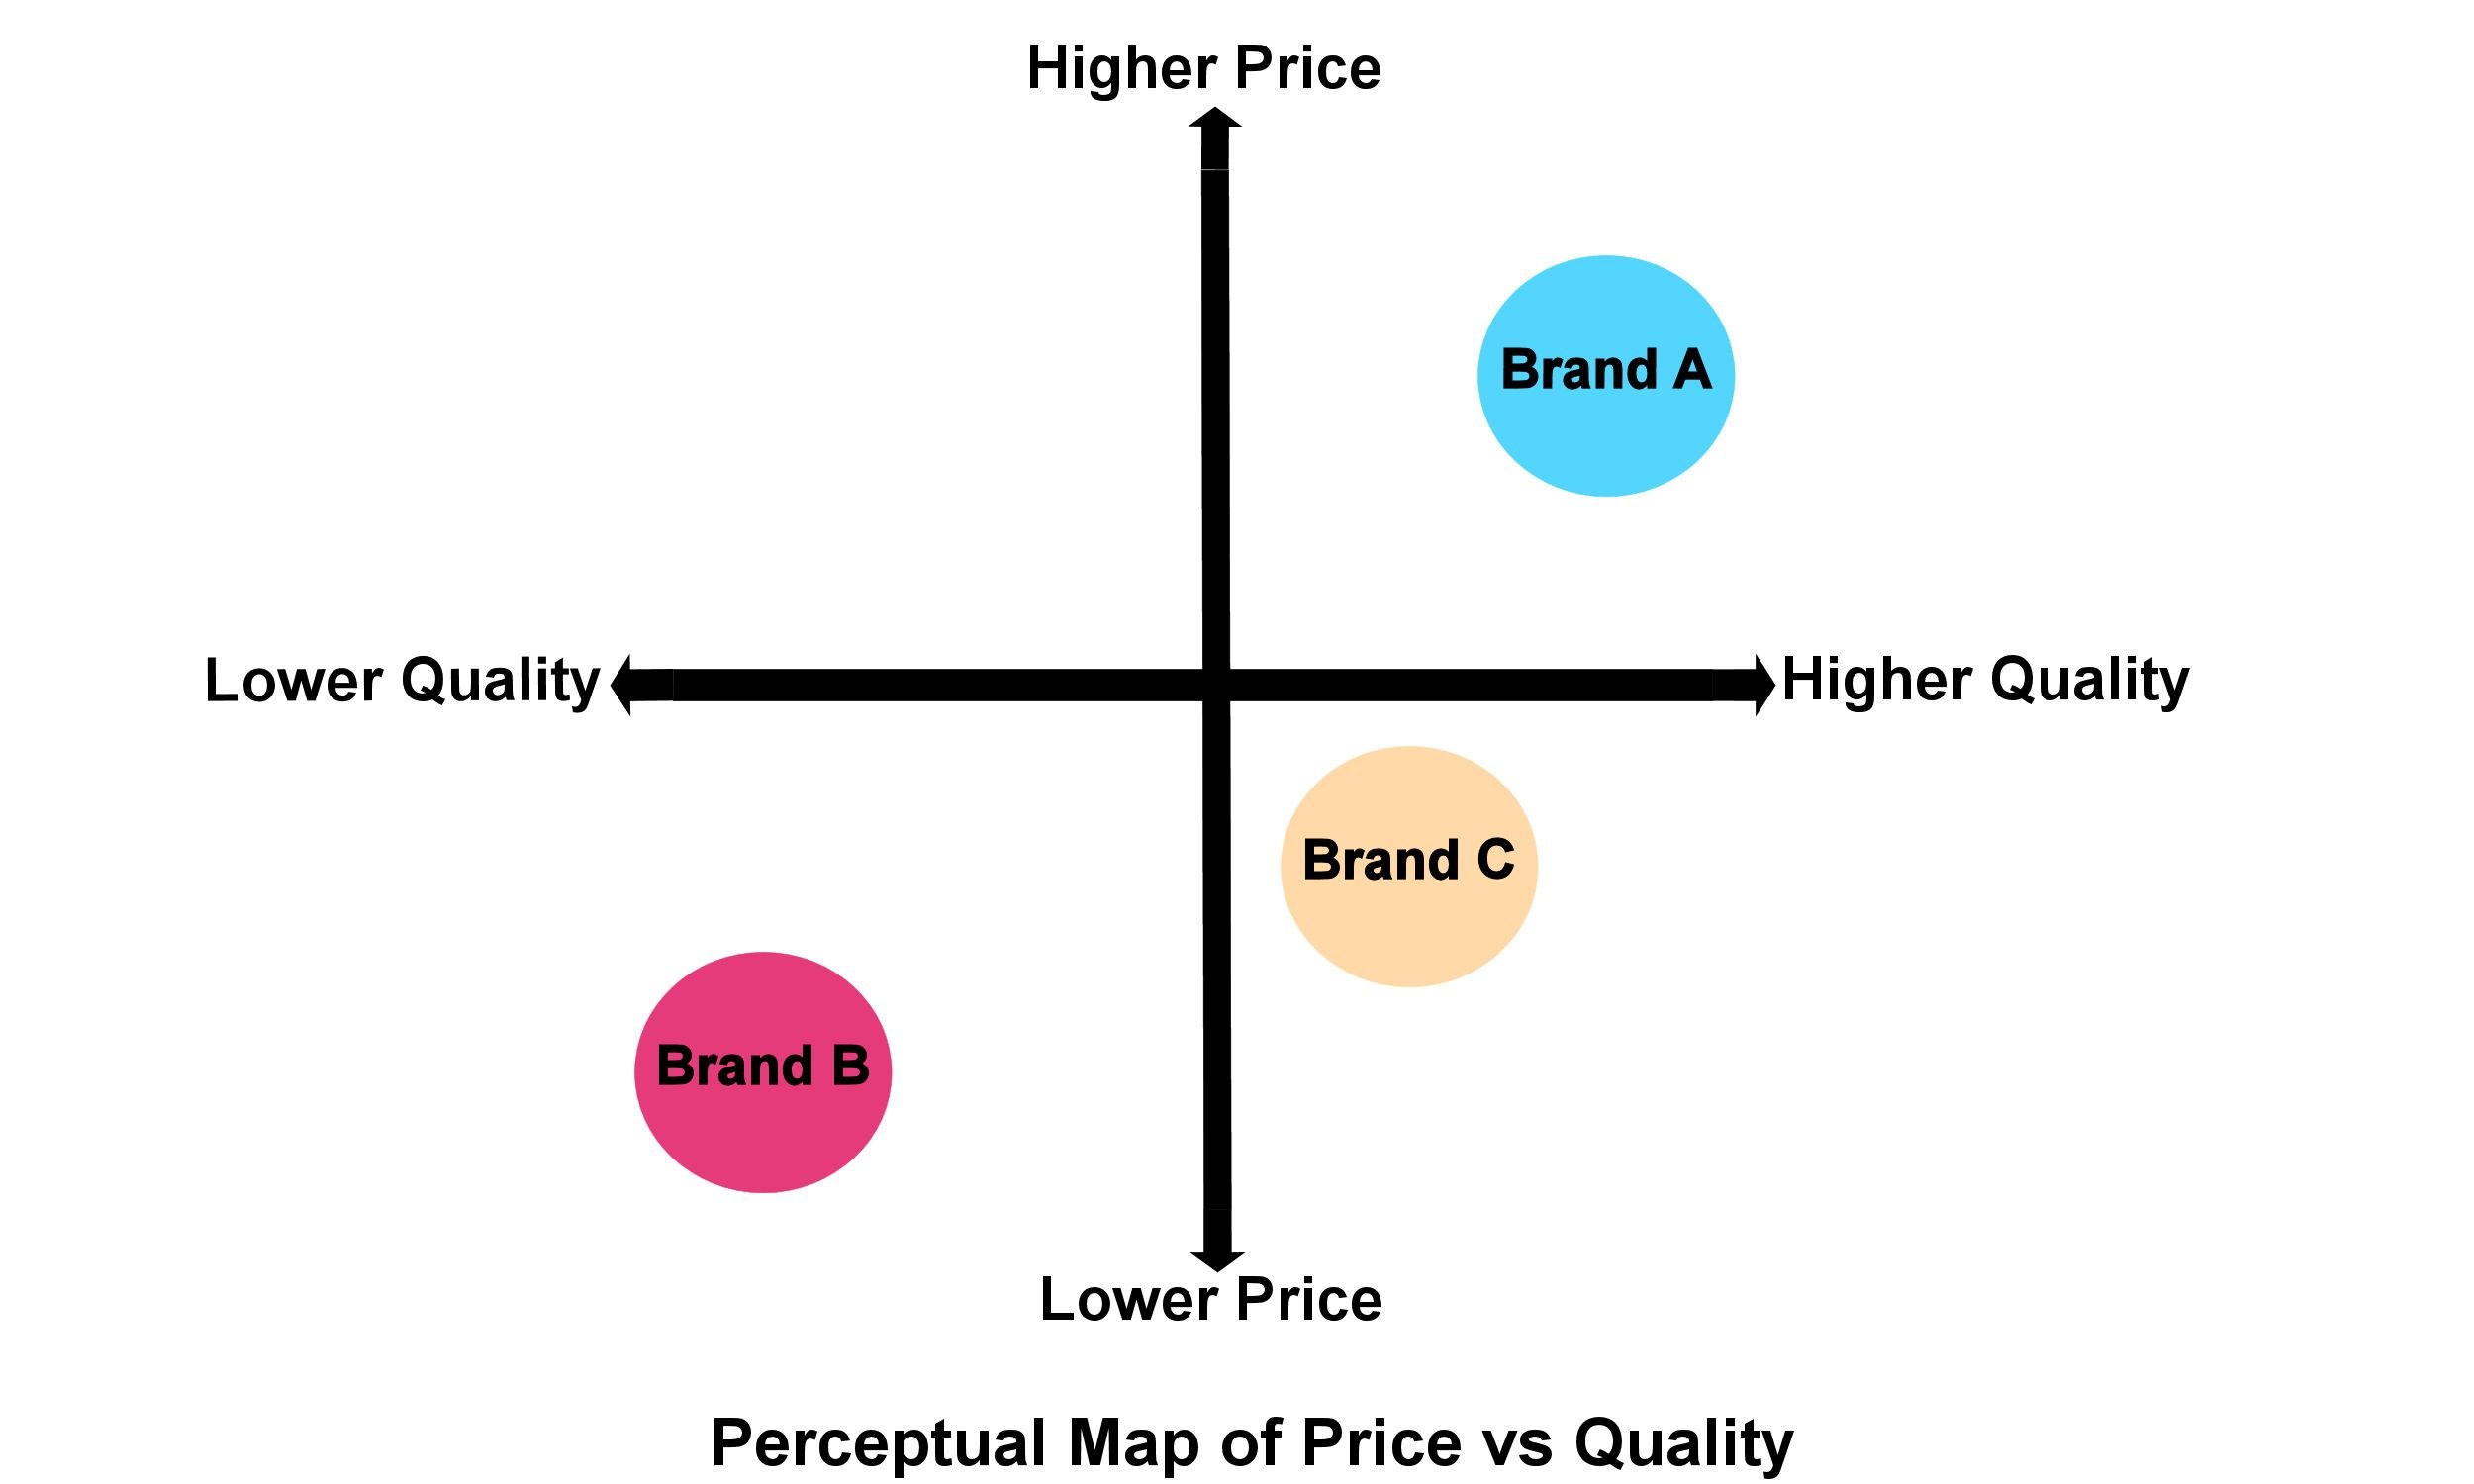 Higher Price
Brand A
Lower Quality
Higher Quality
Brand C
Brand B
Lower Price
Perceptual Map of Price vs Quality